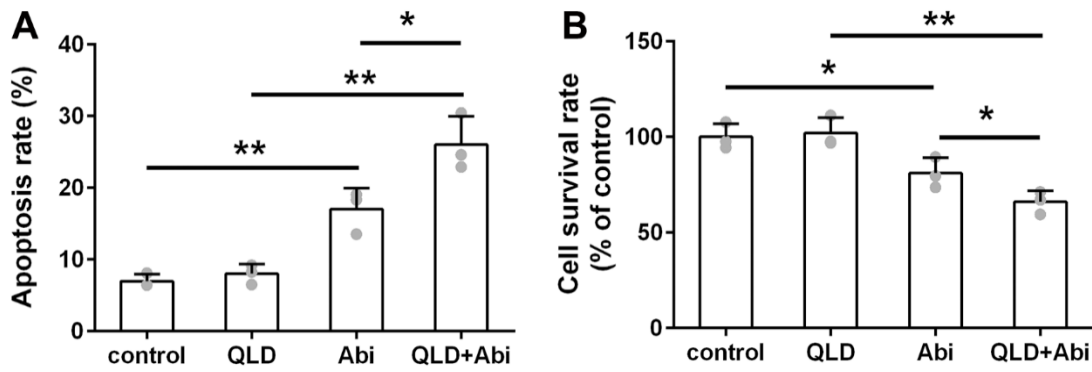 A
Apoptosis rate (%)
40
30
20
10
0
*
**
**
control QLD Abi QLD+Abi
B
Cell survival rate
(% of control)
150
100
50
0
**
*
*
control QLD Abi QLD+Abi